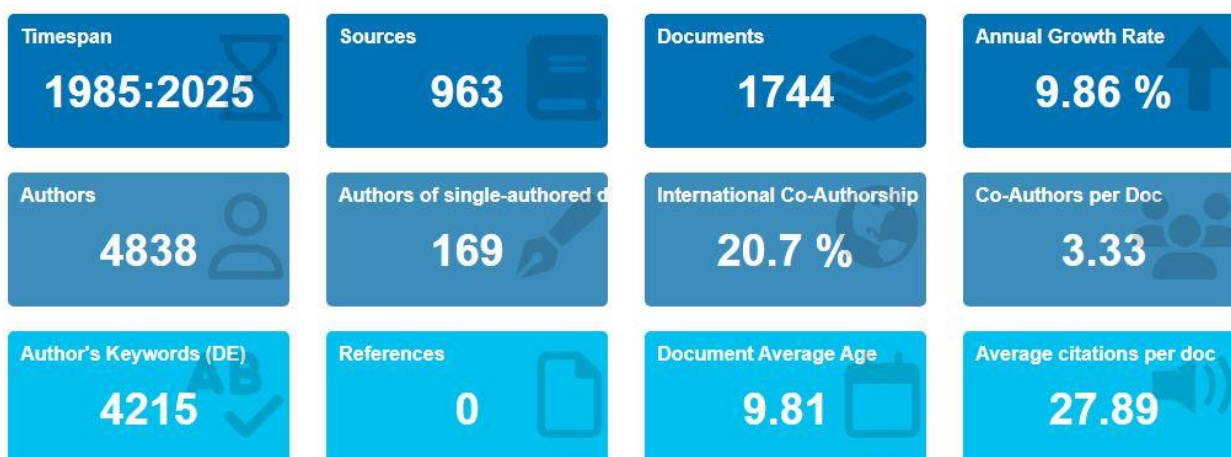 Timespan
1985:2025
Sources
963
Documents
1744
Annual Growth Rate
9.86 %
Authors
4838
Authors of single-authored d
169
International Co-Authorship
20.7 %
Co-Authors per Doc
3.33
Author's Keywords (DE)
4215
AB
References
0
Document Average Age
9.81
Average citations per doc
27.89